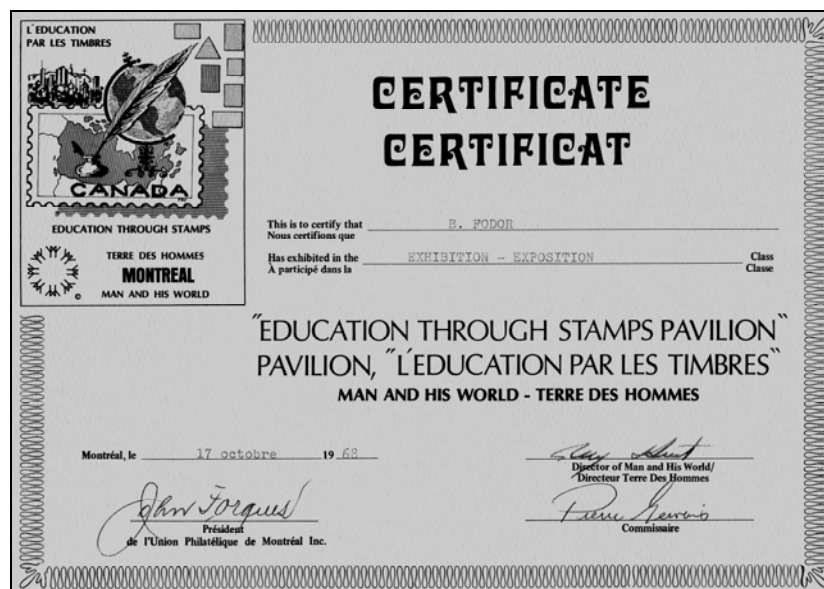 L'EDUCATION
PAR LES TIMBRES
CANADA
EDUCATION THROUGH STAMPS
TERRE DES HOMMES
MONTREAL
MAN AND HIS WORLD
CERTIFICATE
CERTIFICAT
This is to certify that B. FODOR
Nous certifions que
Has exhibited in the EXHIBITION - EXPOSITION Class
À participé dans la Classe
"EDUCATION THROUGH STAMPS PAVILION"
PAVILION, "L'EDUCATION PAR LES TIMBRES"
MAN AND HIS WORLD - TERRE DES HOMMES
Montréal, le 17 octobre 19 68
Director of Man and His World/
Directeur Terre Des Hommes
John Forques
Président
de l'Union Philatélique de Montréal Inc.
Pierre Gervais
Commissaire